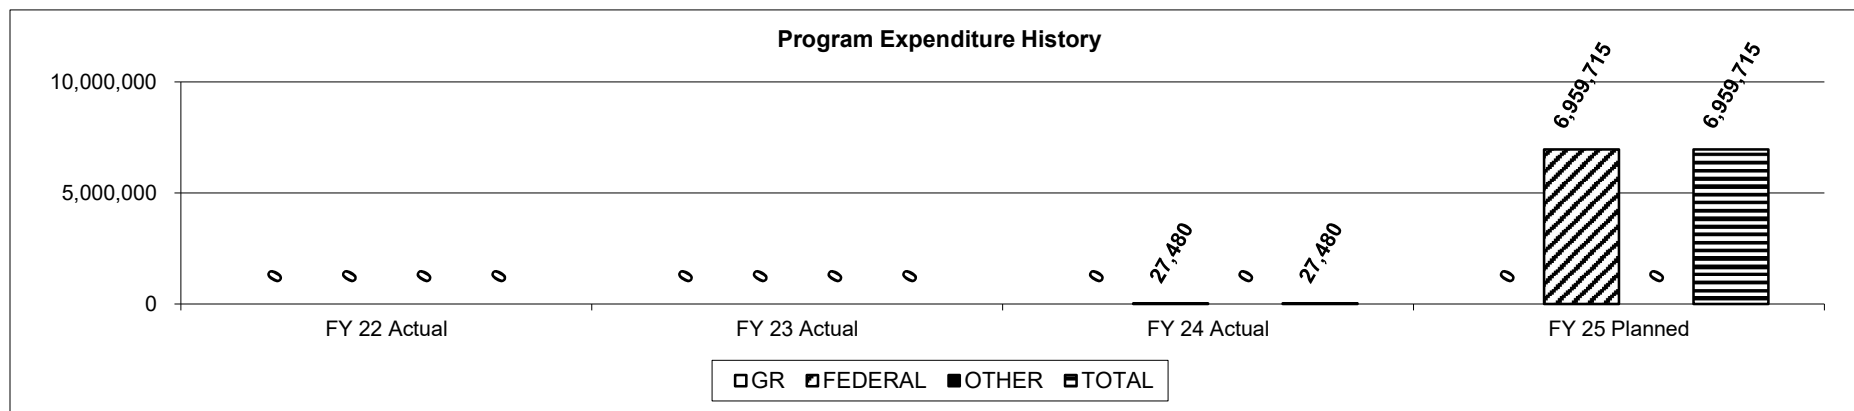 Program Expenditure History
10,000,000
5,000,000
0
0 0 0 0
0 0 0 0
0 27,480 0 27,480
0 6,959,715 0 6,959,715
FY 22 Actual FY 23 Actual FY 24 Actual FY 25 Planned
GR FEDERAL OTHER TOTAL